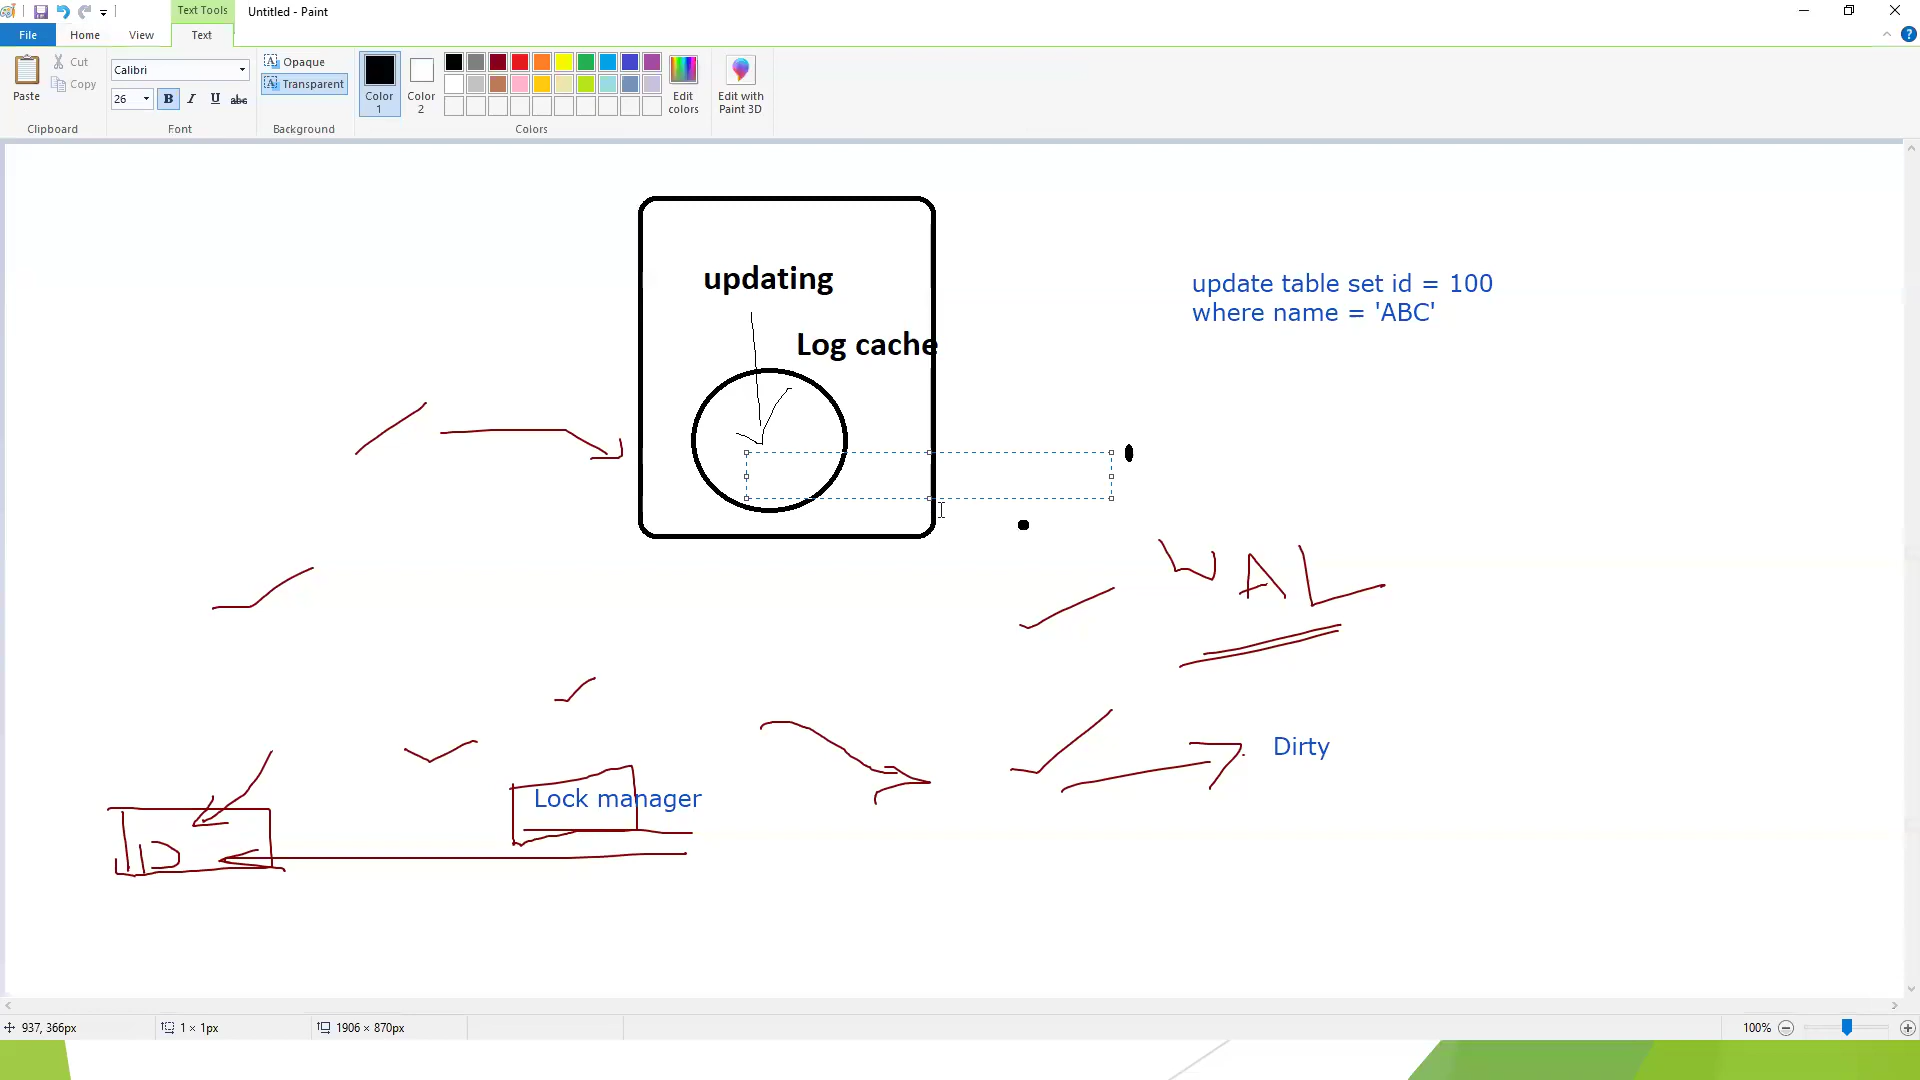 Text Tools
Untitled - Paint
File
Home
View
Text
Paste
Cut
Copy
Clipboard
Calibri
26
B
I
U
abc
Font
A
Opaque
A
Transparent
Background
Color
1
Color
2
Edit
colors
Edit with
Paint 3D
Colors
?
updating
Log cache
update table set id = 100
where name = 'ABC'
WAL
Dirty
Lock manager
ID
937, 366px
1 × 1px
1906 × 870px
100%